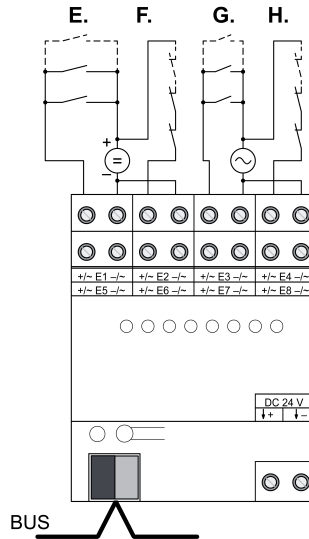 E. F. G. H.
+
=
−
+/~ E1 –/~ +/~ E2 –/~ +/~ E3 –/~ +/~ E4 –/~
+/~ E5 –/~ +/~ E6 –/~ +/~ E7 –/~ +/~ E8 –/~
DC 24 V
+ –
BUS